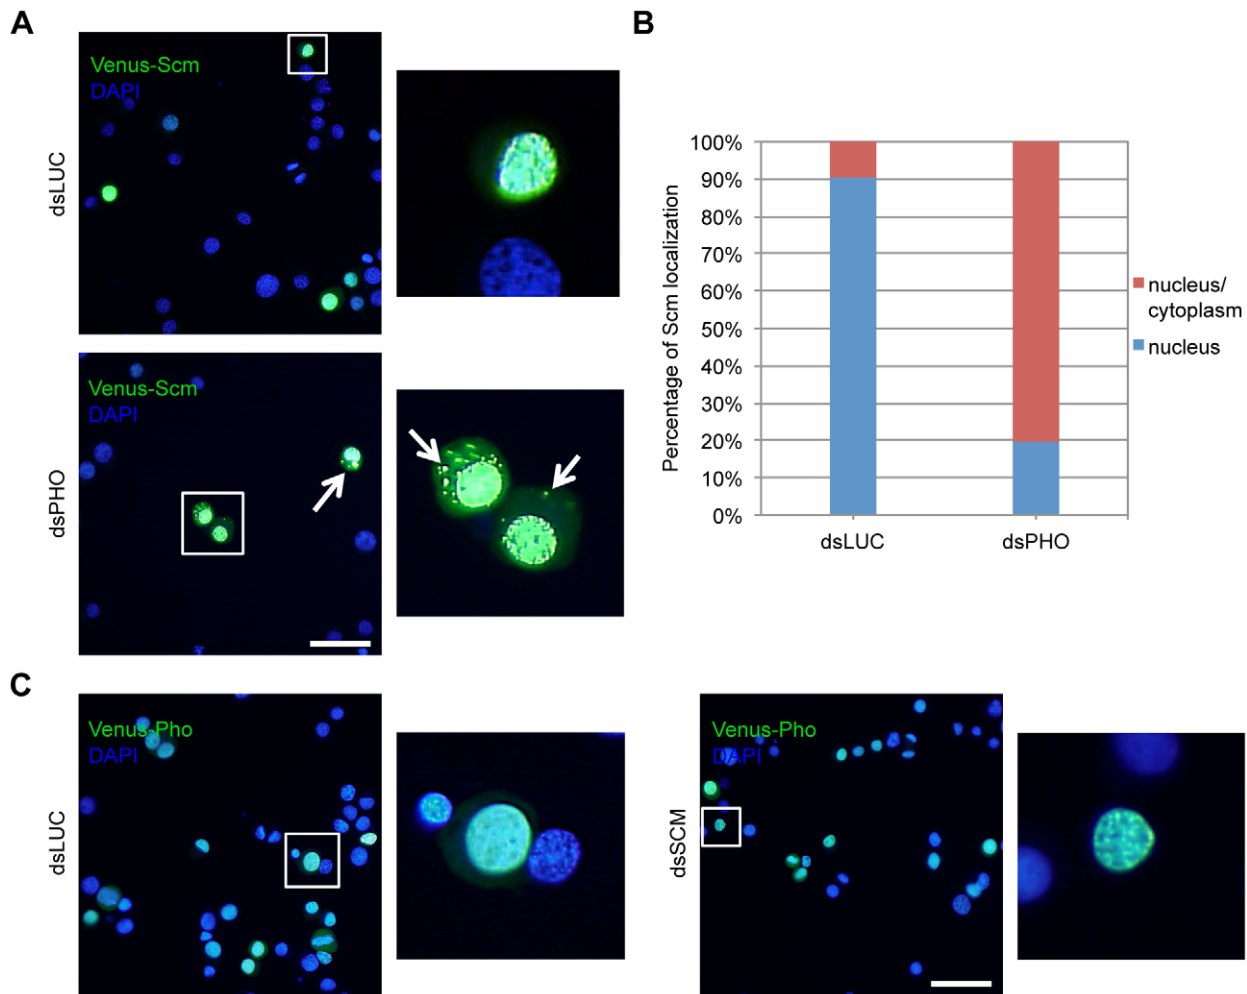 A
Venus-Scm
DAPI
dsLUC
Venus-Scm
DAPI
dsPHO
B
100%
90%
80%
70%
60%
50%
40%
30%
20%
10%
0%
Percentage of Scm localization
dsLUC
dsPHO
nucleus/
cytoplasm
nucleus
C
Venus-Pho
DAPI
dsLUC
Venus-Pho
DAPI
dsSCM